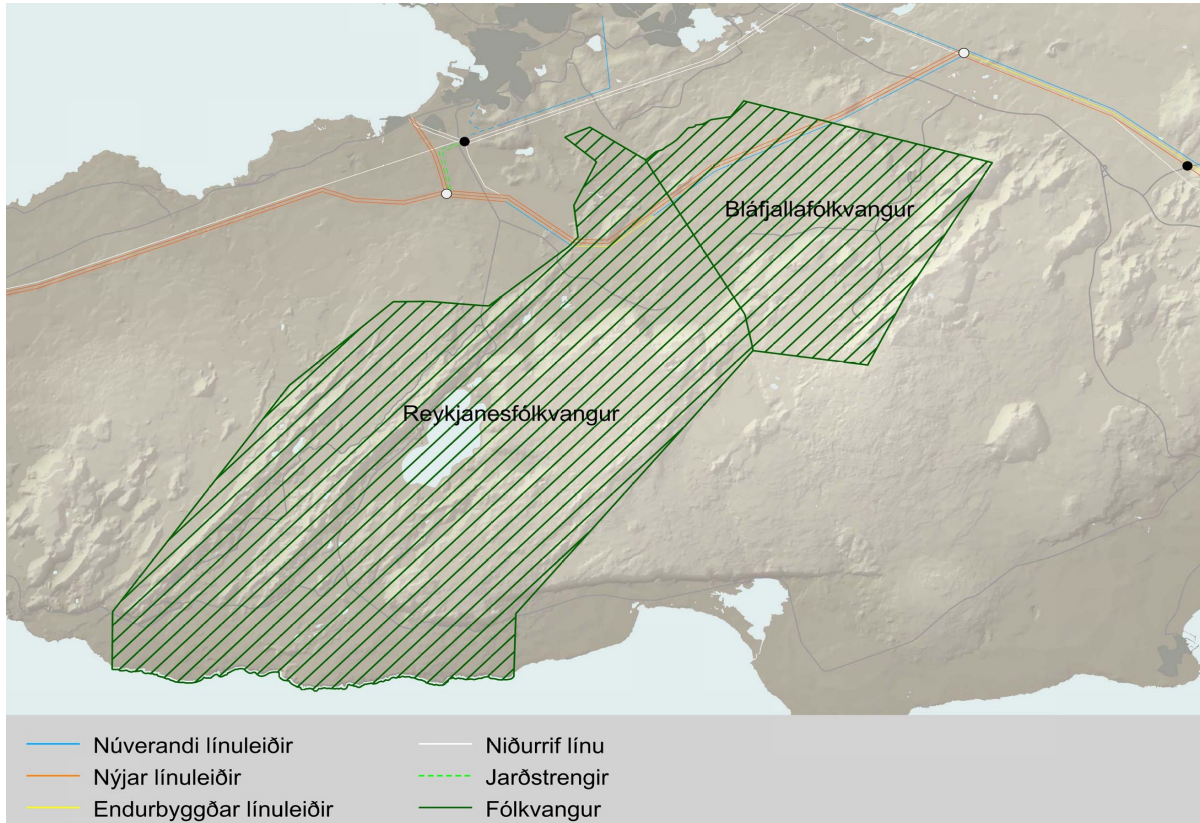 Bláfjallafólkvangur
Reykjanesfólkvangur
Núverandi línuleiðir
Nýjar línuleiðir
Endurbyggðar línuleiðir
Niðurrif línu
Jarðstrengir
Fólkvangur